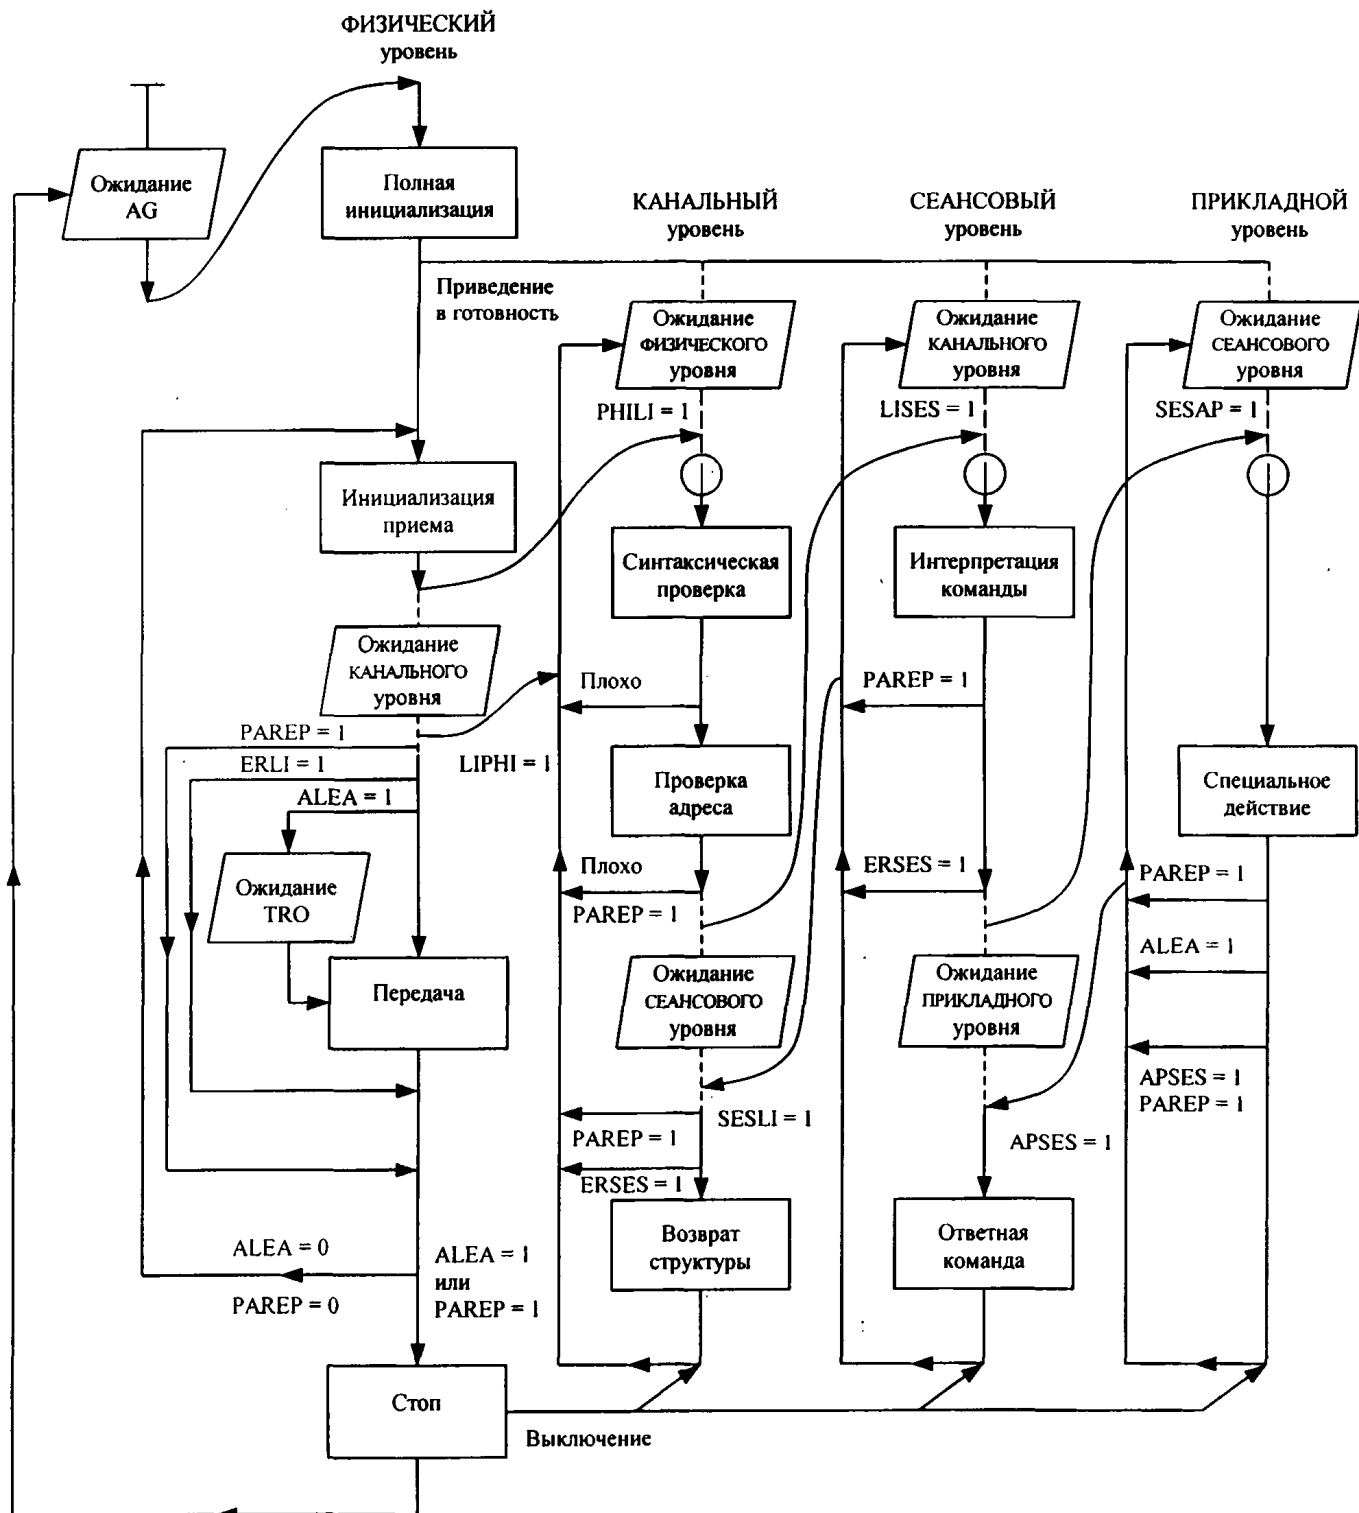 ФИЗИЧЕСКИЙ
уровень
Ожидание
AG
Полная
инициализация
КАНАЛЬНЫЙ
уровень
СЕАНСОВЫЙ
уровень
ПРИКЛАДНОЙ
уровень
Приведение
в готовность
Ожидание
ФИЗИЧЕСКОГО
уровня
Ожидание
КАНАЛЬНОГО
уровня
Ожидание
СЕАНСОВОГО
уровня
PHILI = 1
LISES = 1
SESAP = 1
Инициализация
приема
Синтаксическая
проверка
Интерпретация
команды
Ожидание
КАНАЛЬНОГО
уровня
Плохо
PAREP = 1
PAREP = 1
ERLI = 1
LIPHI = 1
ALEA = 1
Проверка
адреса
Специальное
действие
Ожидание
TRO
Плохо
PAREP = 1
ERSES = 1
PAREP = 1
ALEA = 1
Передача
Ожидание
СЕАНСОВОГО
уровня
Ожидание
ПРИКЛАДНОГО
уровня
APSES = 1
PAREP = 1
SESLI = 1
PAREP = 1
APSES = 1
ERSES = 1
Возврат
структуры
Ответная
команда
ALEA = 0
PAREP = 0
ALEA = 1
или
PAREP = 1
Стоп
Выключение